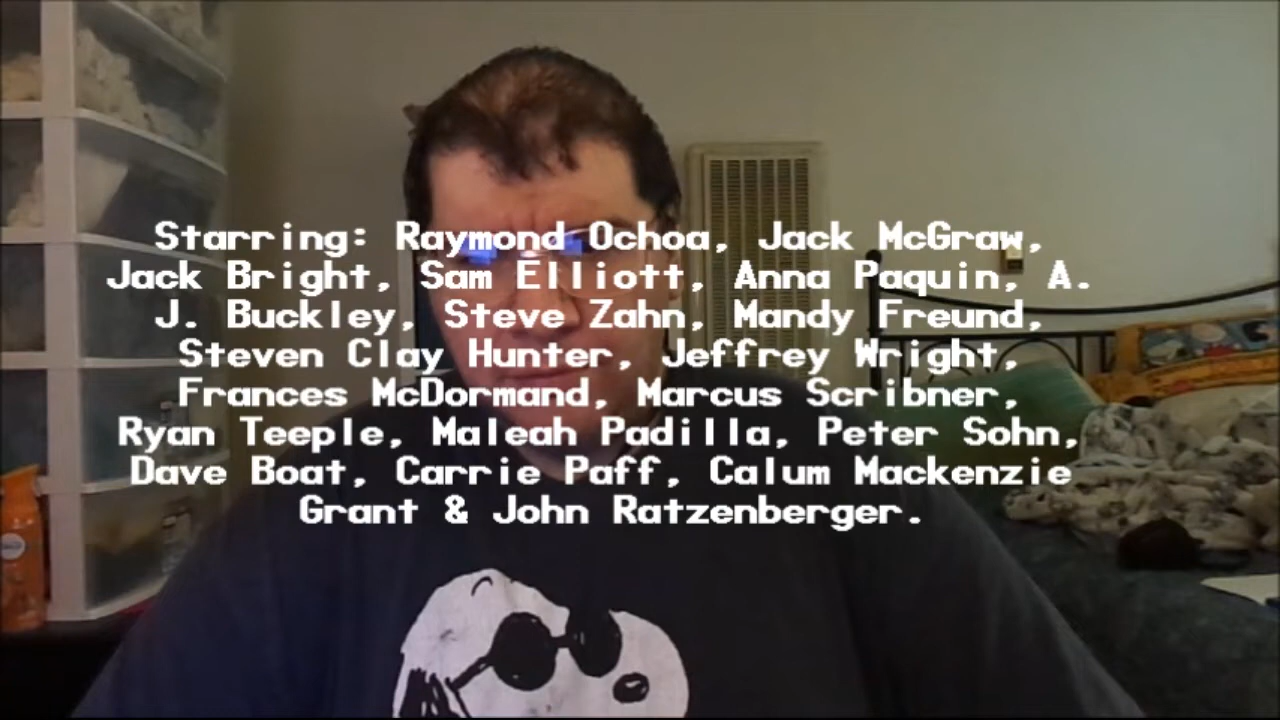 Starring: Raymond Ochoa, Jack McGraw,
Jack Bright, Sam Elliott, Anna Paquin, A.
J. Buckley, Steve Zahn, Mandy Freund,
Steven Clay Hunter, Jeffrey Wright,
Frances McDormand, Marcus Scribner,
Ryan Teeple, Maleah Padilla, Peter Sohn,
Dave Boat, Carrie Paff, Calum Mackenzie
Grant & John Ratzenberger.